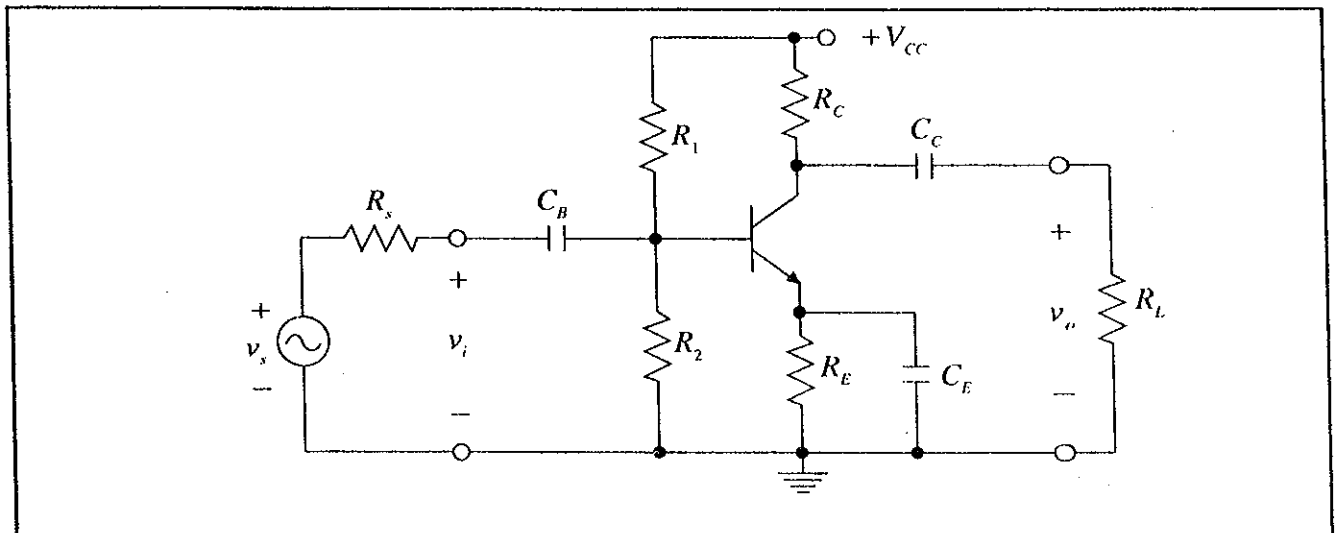 +V_CC
R_C
C_C
R_1
R_s
C_B
+
+
+
v_s
v_i
R_2
v_o
R_L
R_E
C_E
−
−
−